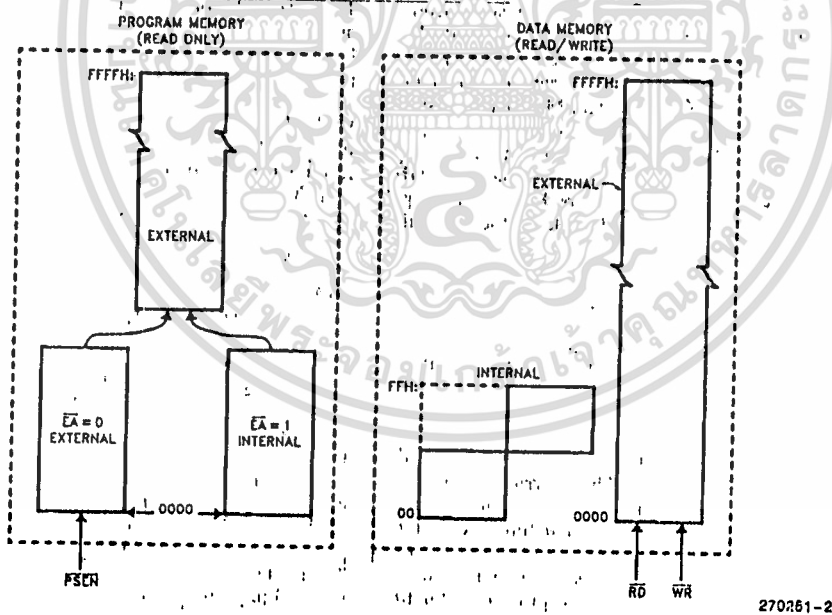 PROGRAM MEMORY
(READ ONLY)
FFFFH:
EXTERNAL
EA = 0
EXTERNAL
EA = 1
INTERNAL
0000
PSEN
DATA MEMORY
(READ/WRITE)
FFFFH:
EXTERNAL
INTERNAL
FFH:
00
0000
RD
WR
270251-2